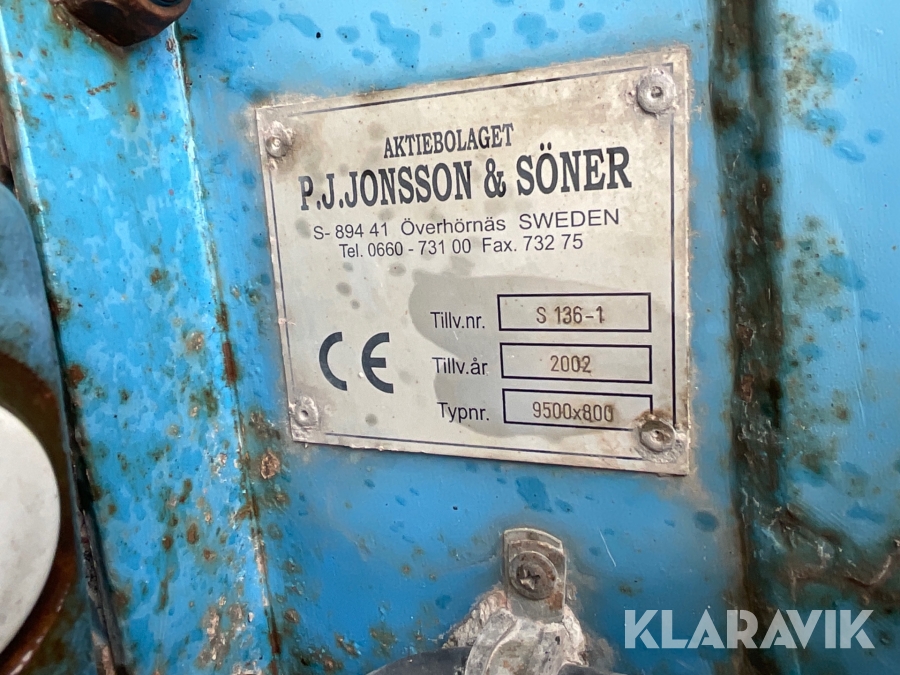 AKTIEBOLAGET
P.J.JONSSON & SÖNER
S- 894 41 Överhörnäs SWEDEN
Tel. 0660 - 731 00 Fax. 732 75
Tillv.nr. S 136-1
CE Tillv.år 2002
Typnr. 9500x800
KLARAVIK